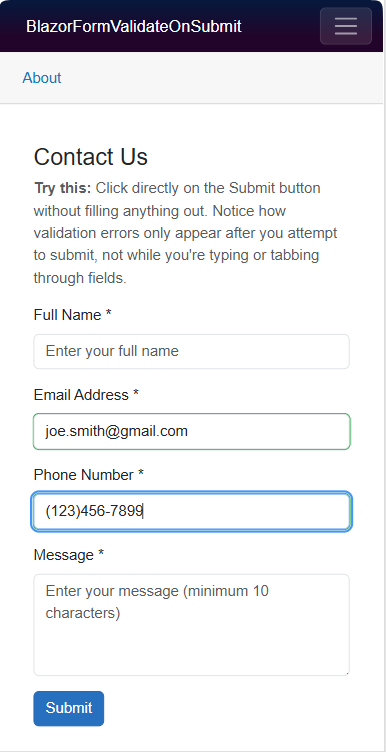 BlazorFormValidateOnSubmit
About
Contact Us
Try this: Click directly on the Submit button
without filling anything out. Notice how
validation errors only appear after you attempt
to submit, not while you're typing or tabbing
through fields.
Full Name *
Enter your full name
Email Address *
joe.smith@gmail.com
Phone Number *
(123)456-7899
Message *
Enter your message (minimum 10
characters)
Submit